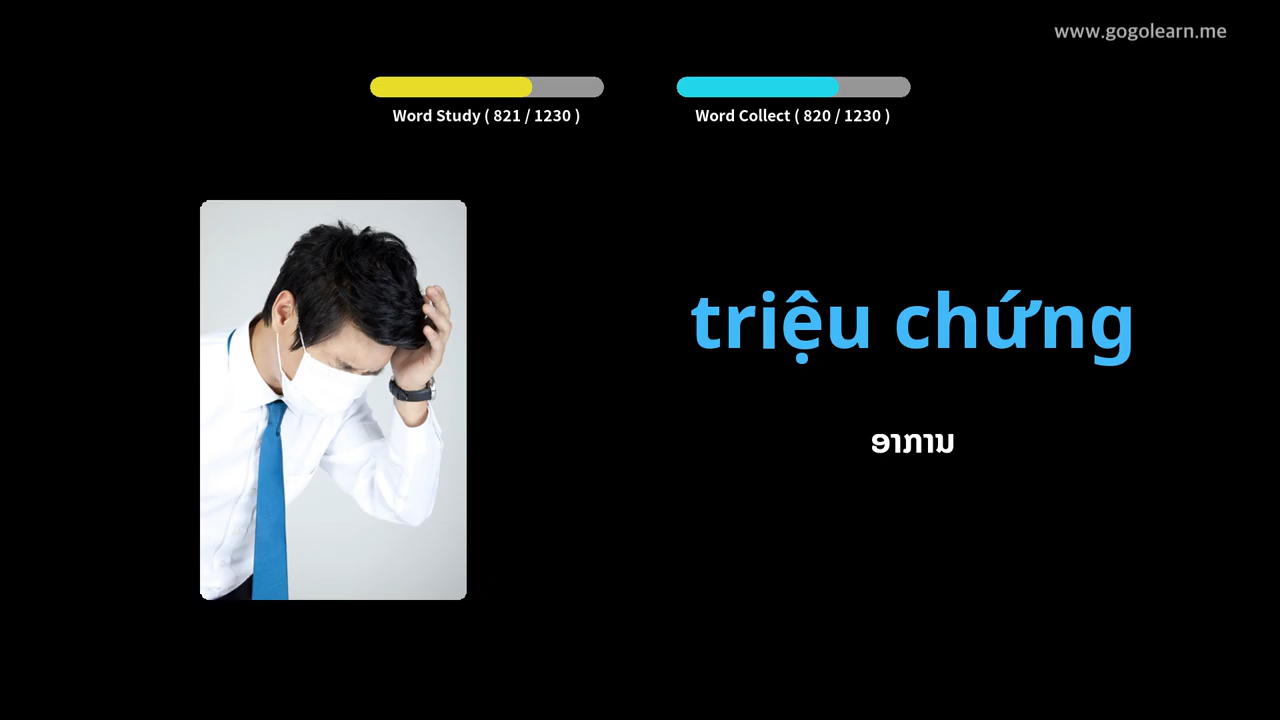 www.gogolearn.me
Word Study ( 821 / 1230 )
Word Collect ( 820 / 1230 )
triệu chứng
ອາການ